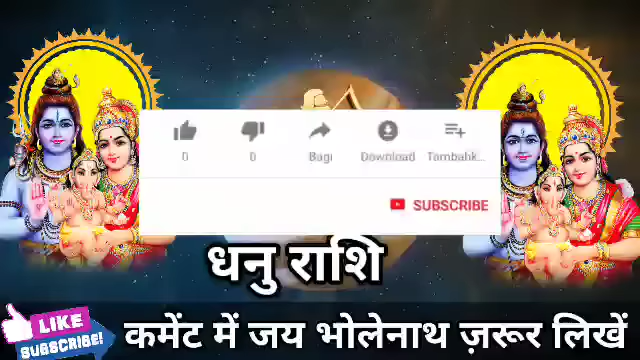 0 0 Bagi Download Tambahk...
SUBSCRIBE
धनु राशि
LIKE
SUBSCRIBE!
कमेंट में जय भोलेनाथ ज़रूर लिखें